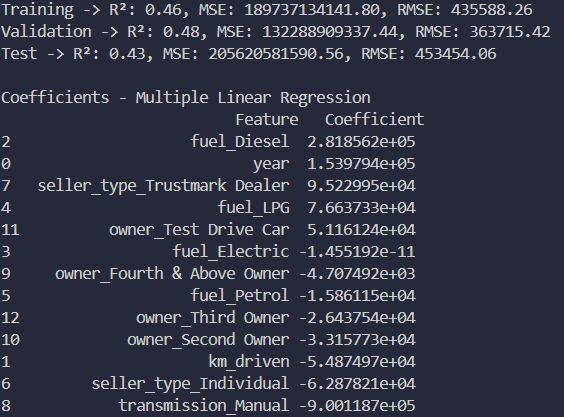 Training -> R²: 0.46, MSE: 189737134141.80, RMSE: 435588.26
Validation -> R²: 0.48, MSE: 132288909337.44, RMSE: 363715.42
Test -> R²: 0.43, MSE: 205620581590.56, RMSE: 453454.06
Coefficients - Multiple Linear Regression
Feature Coefficient
2 fuel_Diesel 2.818562e+05
0 year 1.539794e+05
7 seller_type_Trustmark Dealer 9.522995e+04
4 fuel_LPG 7.663733e+04
11 owner_Test Drive Car 5.116124e+04
3 fuel_Electric -1.455192e-11
9 owner_Fourth & Above Owner -4.707492e+03
5 fuel_Petrol -1.586115e+04
12 owner_Third Owner -2.643754e+04
10 owner_Second Owner -3.315773e+04
1 km_driven -5.487497e+04
6 seller_type_Individual -6.287821e+04
8 transmission_Manual -9.001187e+05